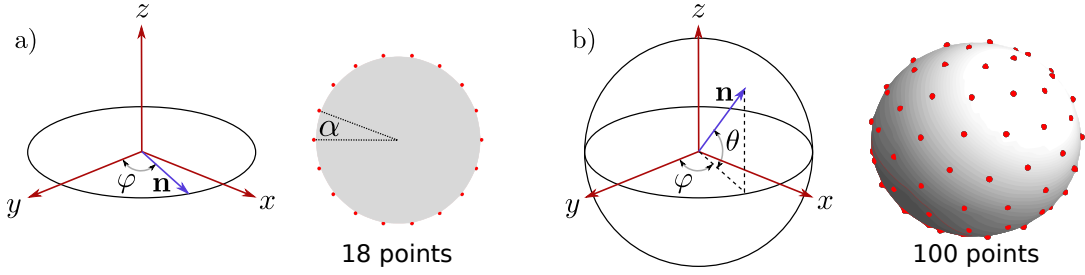 a)
z
α
φ
n
y
x
18 points
b)
z
n
θ
φ
y
x
100 points